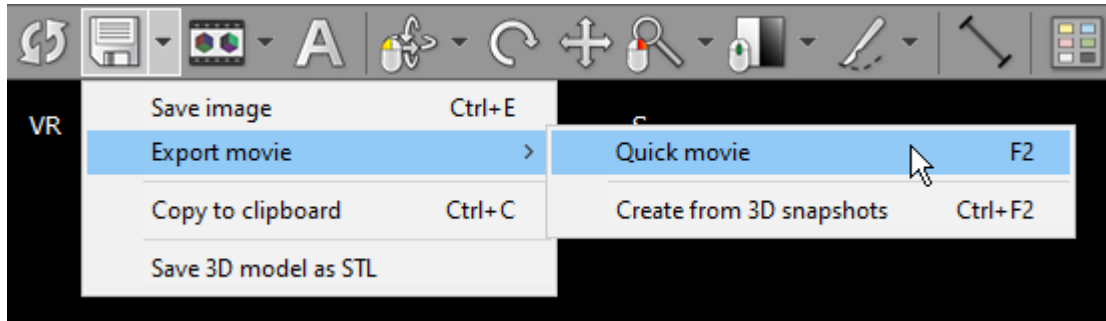 A
VR
S
Save image Ctrl+E
Export movie >
Quick movie F2
Copy to clipboard Ctrl+C
Create from 3D snapshots Ctrl+F2
Save 3D model as STL